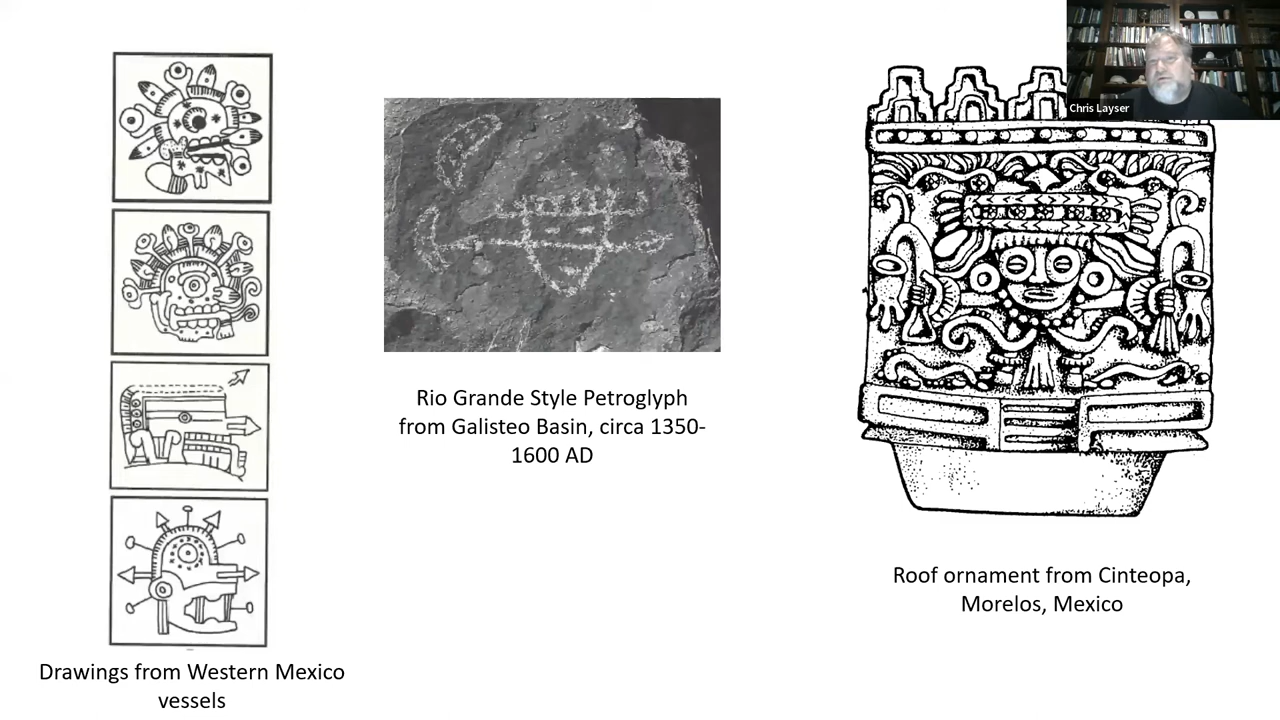 Chris Layser
Rio Grande Style Petroglyph
from Galisteo Basin, circa 1350-
1600 AD
Roof ornament from Cinteopa,
Morelos, Mexico
Drawings from Western Mexico
vessels